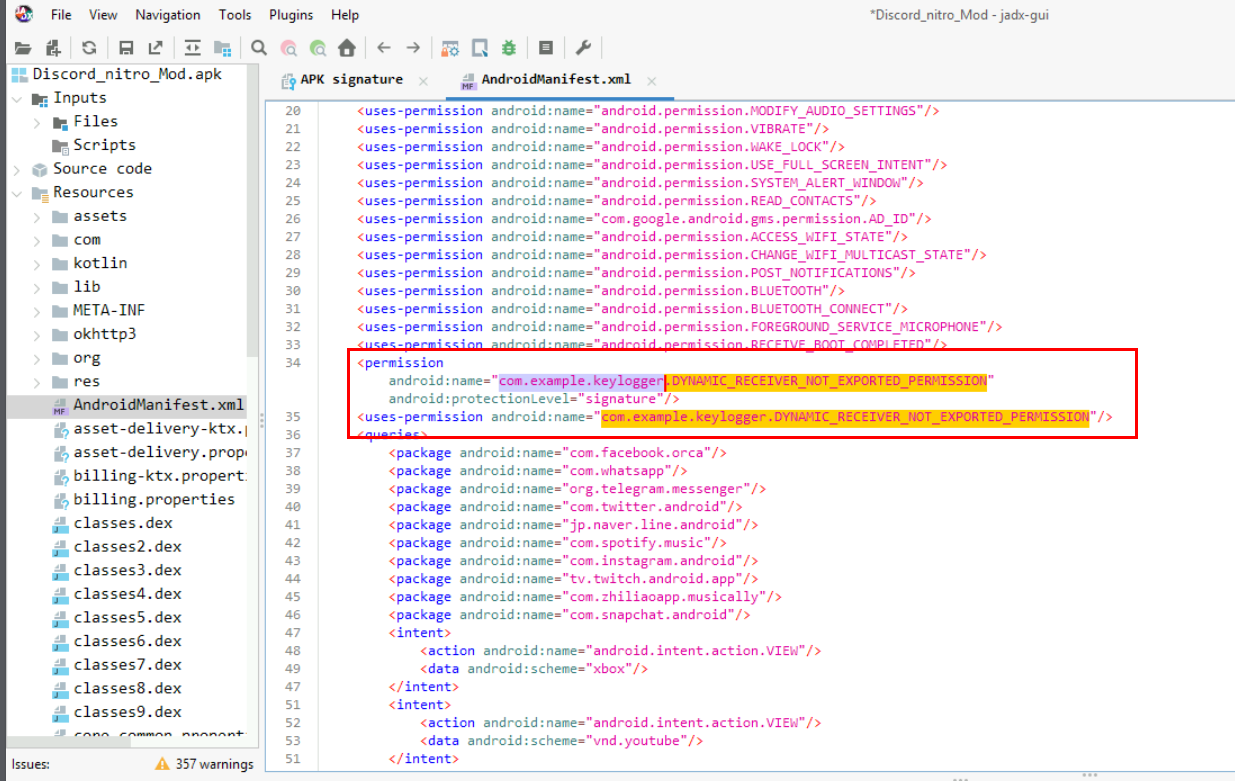 File View Navigation Tools Plugins Help *Discord_nitro_Mod - jadx-gui
Discord_nitro_Mod.apk
Inputs
Files
Scripts
Source code
Resources
assets
com
kotlin
lib
META-INF
okhttp3
org
res
MF AndroidManifest.xml
asset-delivery-ktx.p
asset-delivery.prope
billing-ktx.properti
billing.properties
classes.dex
classes2.dex
classes3.dex
classes4.dex
classes5.dex
classes6.dex
classes7.dex
classes8.dex
classes9.dex
Issues: 357 warnings
APK signature MF AndroidManifest.xml
20 <uses-permission android:name="android.permission.MODIFY_AUDIO_SETTINGS"/>
21 <uses-permission android:name="android.permission.VIBRATE"/>
22 <uses-permission android:name="android.permission.WAKE_LOCK"/>
23 <uses-permission android:name="android.permission.USE_FULL_SCREEN_INTENT"/>
24 <uses-permission android:name="android.permission.SYSTEM_ALERT_WINDOW"/>
25 <uses-permission android:name="android.permission.READ_CONTACTS"/>
26 <uses-permission android:name="com.google.android.gms.permission.AD_ID"/>
27 <uses-permission android:name="android.permission.ACCESS_WIFI_STATE"/>
28 <uses-permission android:name="android.permission.CHANGE_WIFI_MULTICAST_STATE"/>
29 <uses-permission android:name="android.permission.POST_NOTIFICATIONS"/>
30 <uses-permission android:name="android.permission.BLUETOOTH"/>
31 <uses-permission android:name="android.permission.BLUETOOTH_CONNECT"/>
32 <uses-permission android:name="android.permission.FOREGROUND_SERVICE_MICROPHONE"/>
33 <uses-permission android:name="android.permission.RECEIVE_BOOT_COMPLETED"/>
34 <permission
android:name="com.example.keylogger.DYNAMIC_RECEIVER_NOT_EXPORTED_PERMISSION"
android:protectionLevel="signature"/>
35 <uses-permission android:name="com.example.keylogger.DYNAMIC_RECEIVER_NOT_EXPORTED_PERMISSION"/>
36 <queries>
37 <package android:name="com.facebook.orca"/>
38 <package android:name="com.whatsapp"/>
39 <package android:name="org.telegram.messenger"/>
40 <package android:name="com.twitter.android"/>
41 <package android:name="jp.naver.line.android"/>
42 <package android:name="com.spotify.music"/>
43 <package android:name="com.instagram.android"/>
44 <package android:name="tv.twitch.android.app"/>
45 <package android:name="com.zhiliaoapp.musically"/>
46 <package android:name="com.snapchat.android"/>
47 <intent>
48 <action android:name="android.intent.action.VIEW"/>
49 <data android:scheme="xbox"/>
47 </intent>
51 <intent>
52 <action android:name="android.intent.action.VIEW"/>
53 <data android:scheme="vnd.youtube"/>
51 </intent>